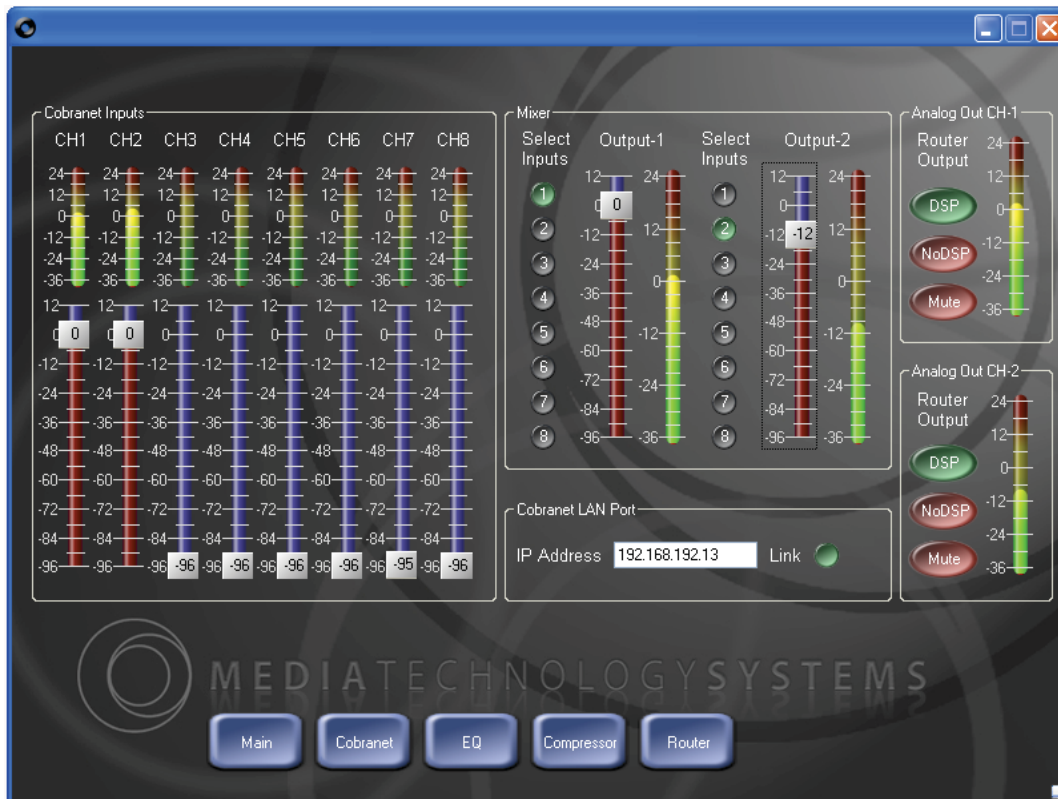 Cobranet Inputs
CH1 CH2 CH3 CH4 CH5 CH6 CH7 CH8
24 24 24 24 24 24 24 24
12 12 12 12 12 12 12 12
0 0 0 0 0 0 0 0
-12 -12 -12 -12 -12 -12 -12 -12
-24 -24 -24 -24 -24 -24 -24 -24
-36 -36 -36 -36 -36 -36 -36 -36
12 12 12 12 12 12 12 12
0 0 0 0 0 0 0 0 0 0
-12 -12 -12 -12 -12 -12 -12 -12
-24 -24 -24 -24 -24 -24 -24 -24
-36 -36 -36 -36 -36 -36 -36 -36
-48 -48 -48 -48 -48 -48 -48 -48
-60 -60 -60 -60 -60 -60 -60 -60
-72 -72 -72 -72 -72 -72 -72 -72
-84 -84 -84 -84 -84 -84 -84 -84
-96 -96 -96 -96 -96 -96 -96 -96 -96 -96 -96 -96 -95 -96 -96
Mixer
Select Inputs
1
2
3
4
5
6
7
8
Output-1
12
0 0
-12
-24
-36
-48
-60
-72
-84
-96
24
12
0
-12
-24
-36
Select Inputs
1
2
3
4
5
6
7
8
Output-2
12
0
-12 -12
-24
-36
-48
-60
-72
-84
-96
24
12
0
-12
-24
-36
Cobranet LAN Port
IP Address 192.168.192.13 Link
Analog Out CH-1
Router
Output
DSP
NoDSP
Mute
24
12
0
-12
-24
-36
Analog Out CH-2
Router
Output
DSP
NoDSP
Mute
24
12
0
-12
-24
-36
MEDIATECHNOLOGYSYSTEMS
Main Cobranet EQ Compressor Router